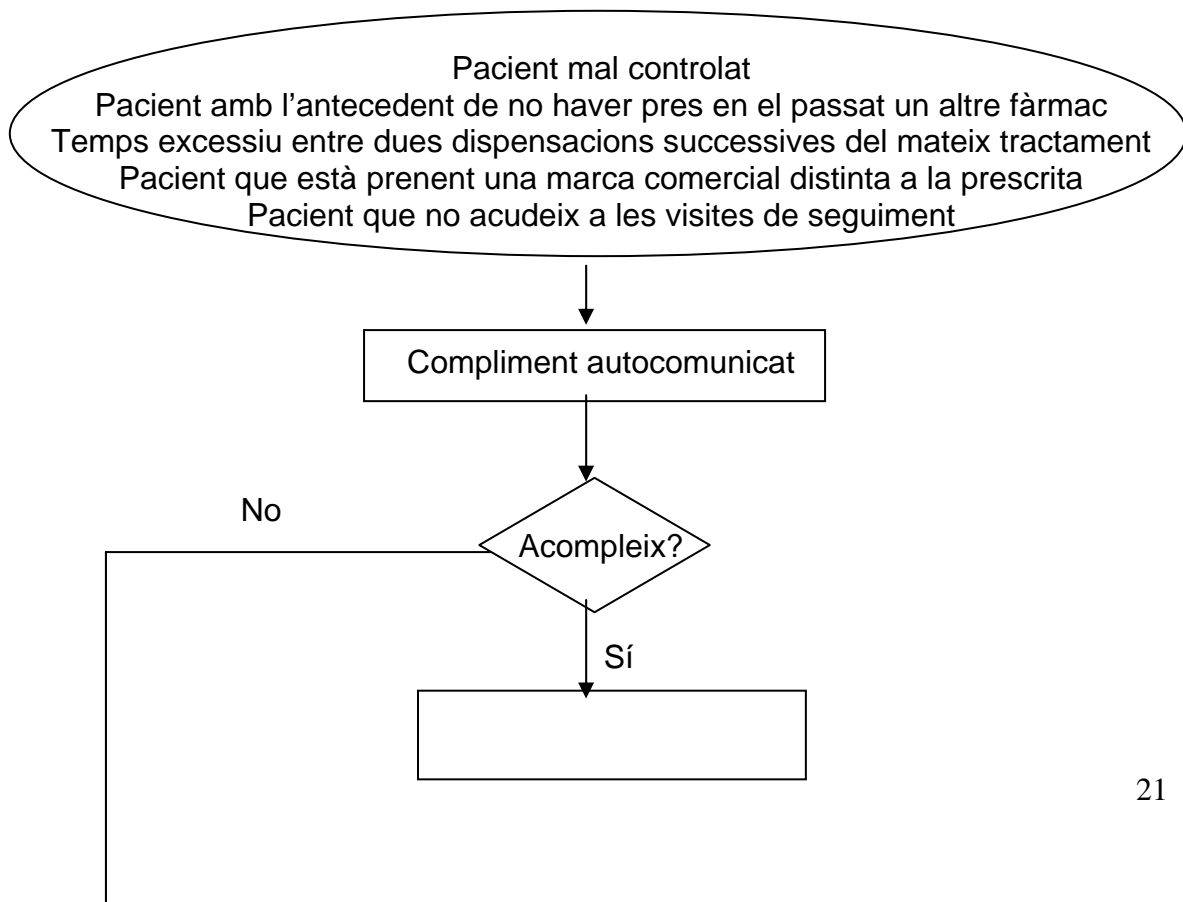 Pacient mal controlat
Pacient amb l'antecedent de no haver pres en el passat un altre fàrmac
Temps excessiu entre dues dispensacions successives del mateix tractament
Pacient que està prenent una marca comercial distinta a la prescrita
Pacient que no acudeix a les visites de seguiment
Compliment autocomunicat
No
Acompleix?
Sí
21